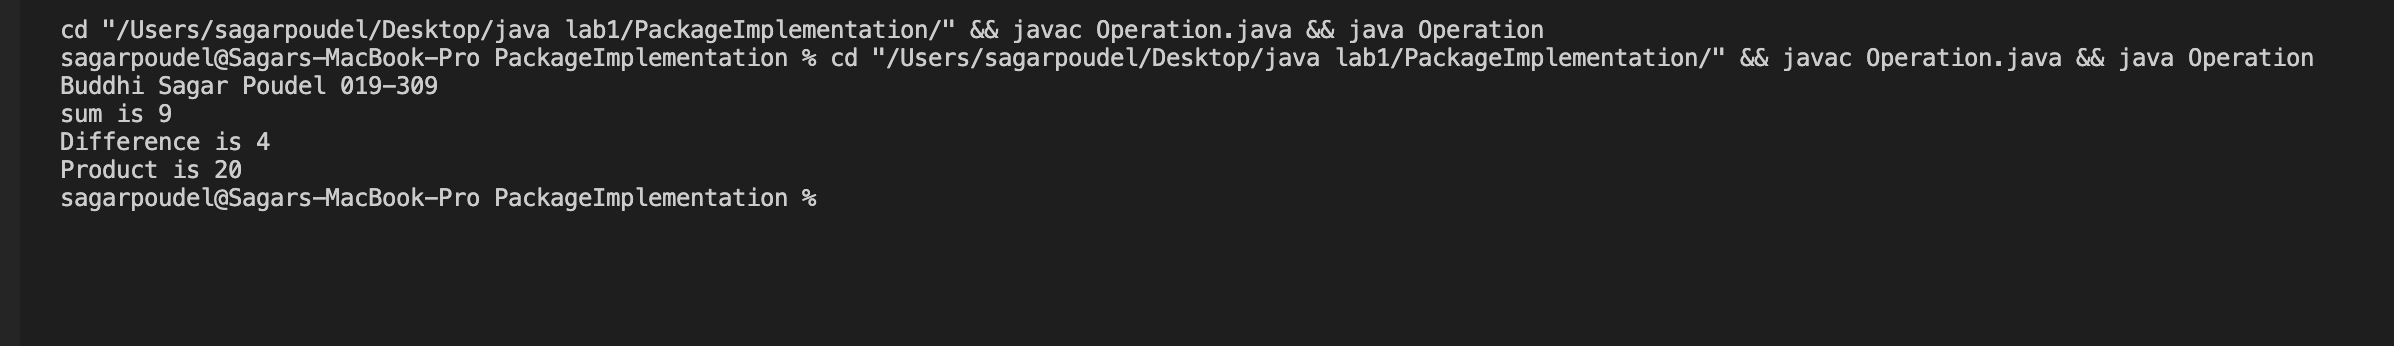 cd "/Users/sagarpoudel/Desktop/java lab1/PackageImplementation/" && javac Operation.java && java Operation
sagarpoudel@Sagars-MacBook-Pro PackageImplementation % cd "/Users/sagarpoudel/Desktop/java lab1/PackageImplementation/" && javac Operation.java && java Operation
Buddhi Sagar Poudel 019-309
sum is 9
Difference is 4
Product is 20
sagarpoudel@Sagars-MacBook-Pro PackageImplementation %